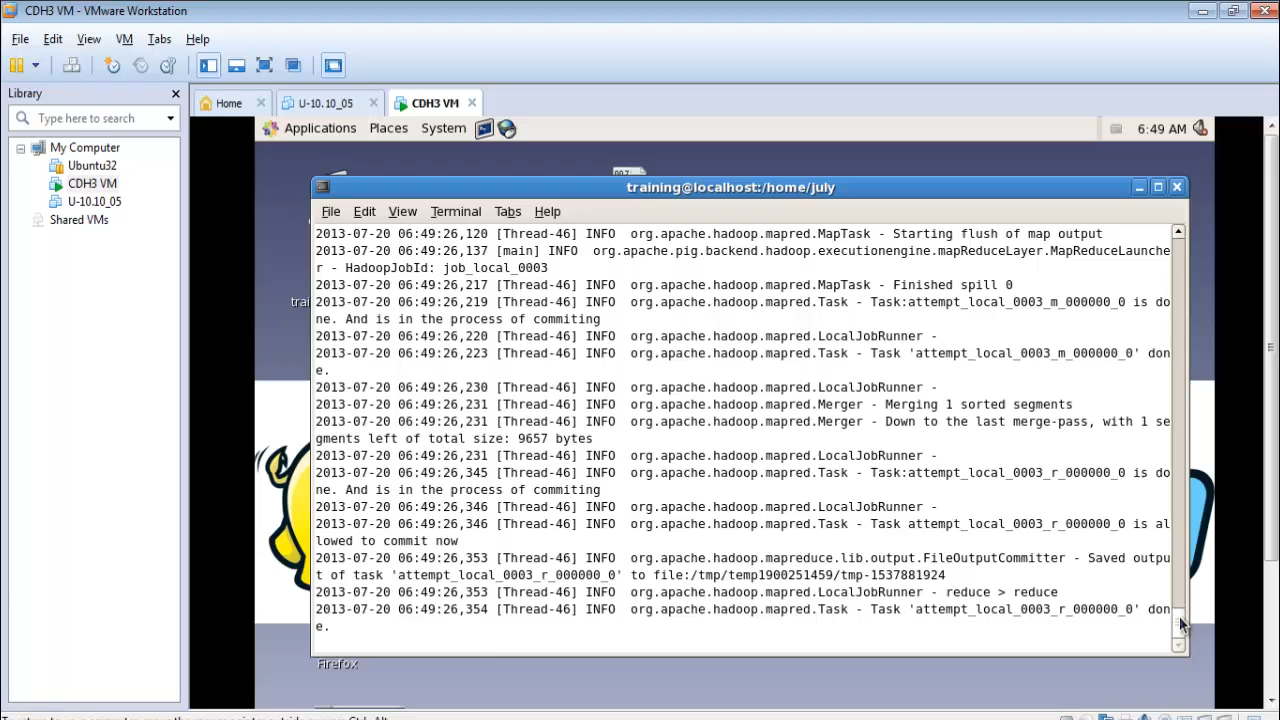 CDH3 VM - VMware Workstation
File Edit View VM Tabs Help
Library
Type here to search
My Computer
Ubuntu32
CDH3 VM
U-10.10_05
Shared VMs
Home U-10.10_05 CDH3 VM
Applications Places System 6:49 AM
training@localhost:/home/july
File Edit View Terminal Tabs Help
2013-07-20 06:49:26,120 [Thread-46] INFO  org.apache.hadoop.mapred.MapTask - Starting flush of map output
2013-07-20 06:49:26,137 [main] INFO  org.apache.pig.backend.hadoop.executionengine.mapReduceLayer.MapReduceLaunche
r - HadoopJobId: job_local_0003
2013-07-20 06:49:26,217 [Thread-46] INFO  org.apache.hadoop.mapred.MapTask - Finished spill 0
2013-07-20 06:49:26,219 [Thread-46] INFO  org.apache.hadoop.mapred.Task - Task:attempt_local_0003_m_000000_0 is do
ne. And is in the process of commiting
2013-07-20 06:49:26,220 [Thread-46] INFO  org.apache.hadoop.mapred.LocalJobRunner -
2013-07-20 06:49:26,223 [Thread-46] INFO  org.apache.hadoop.mapred.Task - Task 'attempt_local_0003_m_000000_0' don
e.
2013-07-20 06:49:26,230 [Thread-46] INFO  org.apache.hadoop.mapred.LocalJobRunner -
2013-07-20 06:49:26,231 [Thread-46] INFO  org.apache.hadoop.mapred.Merger - Merging 1 sorted segments
2013-07-20 06:49:26,231 [Thread-46] INFO  org.apache.hadoop.mapred.Merger - Down to the last merge-pass, with 1 se
gments left of total size: 9657 bytes
2013-07-20 06:49:26,231 [Thread-46] INFO  org.apache.hadoop.mapred.LocalJobRunner -
2013-07-20 06:49:26,345 [Thread-46] INFO  org.apache.hadoop.mapred.Task - Task:attempt_local_0003_r_000000_0 is do
ne. And is in the process of commiting
2013-07-20 06:49:26,346 [Thread-46] INFO  org.apache.hadoop.mapred.LocalJobRunner -
2013-07-20 06:49:26,346 [Thread-46] INFO  org.apache.hadoop.mapred.Task - Task attempt_local_0003_r_000000_0 is al
lowed to commit now
2013-07-20 06:49:26,353 [Thread-46] INFO  org.apache.hadoop.mapreduce.lib.output.FileOutputCommitter - Saved outpu
t of task 'attempt_local_0003_r_000000_0' to file:/tmp/temp1900251459/tmp-1537881924
2013-07-20 06:49:26,353 [Thread-46] INFO  org.apache.hadoop.mapred.LocalJobRunner - reduce > reduce
2013-07-20 06:49:26,354 [Thread-46] INFO  org.apache.hadoop.mapred.Task - Task 'attempt_local_0003_r_000000_0' don
e.
Firefox